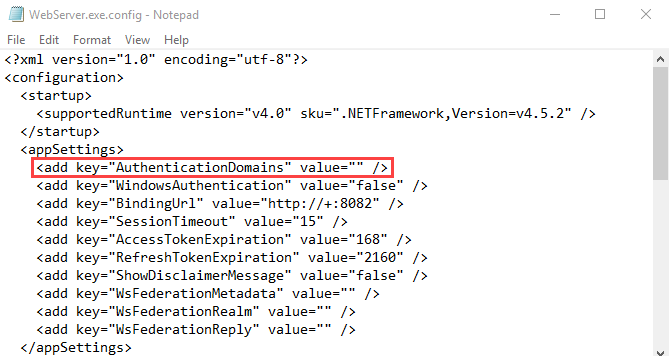 WebServer.exe.config - Notepad
File Edit Format View Help
<?xml version="1.0" encoding="utf-8"?>
<configuration>
<startup>
<supportedRuntime version="v4.0" sku=".NETFramework,Version=v4.5.2" />
</startup>
<appSettings>
<add key="AuthenticationDomains" value="" />
<add key="WindowsAuthentication" value="false" />
<add key="BindingUrl" value="http://+:8082" />
<add key="SessionTimeout" value="15" />
<add key="AccessTokenExpiration" value="168" />
<add key="RefreshTokenExpiration" value="2160" />
<add key="ShowDisclaimerMessage" value="false" />
<add key="WsFederationMetadata" value="" />
<add key="WsFederationRealm" value="" />
<add key="WsFederationReply" value="" />
</appSettings>